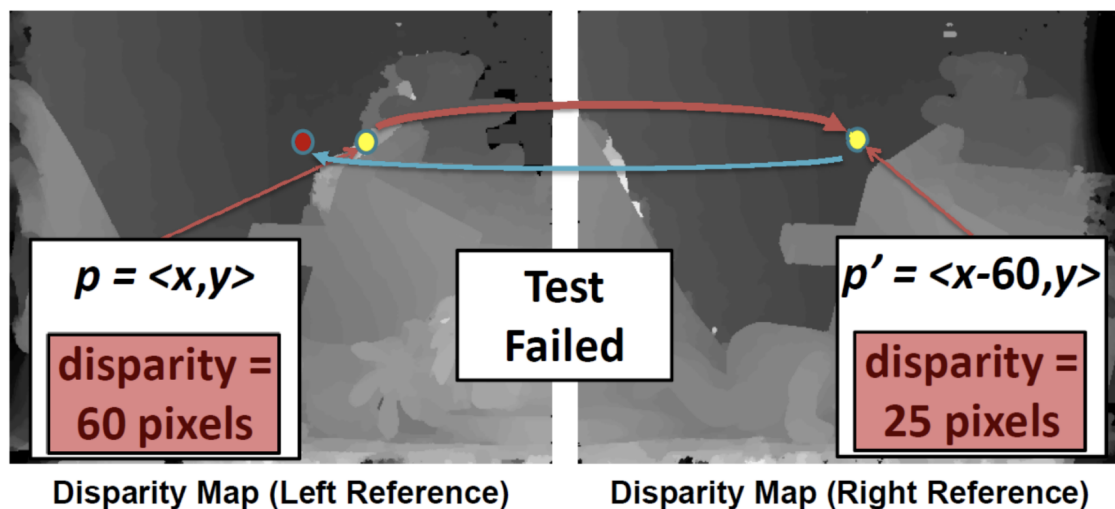 p = <x,y>
disparity =
60 pixels
Test
Failed
p’ = <x-60,y>
disparity =
25 pixels
Disparity Map (Left Reference)
Disparity Map (Right Reference)